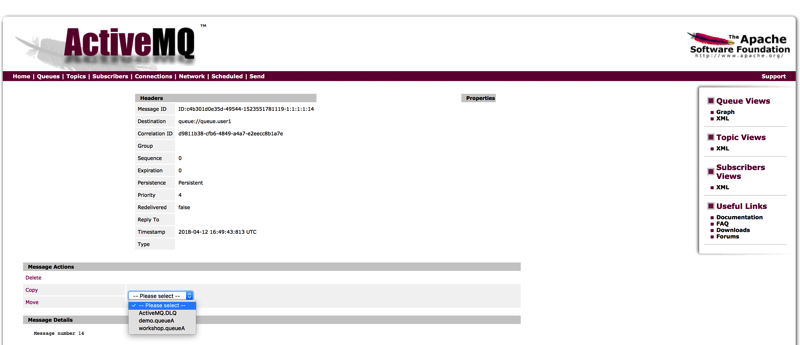 ActiveMQ™
The Apache
Software Foundation
http://www.apache.org/
Home | Queues | Topics | Subscribers | Connections | Network | Scheduled | Send
Support
Headers
Message ID ID:c4b301d0e35d-49544-1523551781119-1:1:1:1:14
Destination queue://queue.user1
Correlation ID d9811b38-cfb6-4849-a4a7-e2eecc8b1a7e
Group
Sequence 0
Expiration 0
Persistence Persistent
Priority 4
Redelivered false
Reply To
Timestamp 2018-04-12 16:49:43:813 UTC
Type
Properties
Queue Views
Graph
XML
Topic Views
XML
Subscribers
Views
XML
Useful Links
Documentation
FAQ
Downloads
Forums
Message Actions
Delete
Copy
-- Please select --
Move
✓ -- Please select --
ActiveMQ.DLQ
demo.queueA
workshop.queueA
Message Details
Message number 14